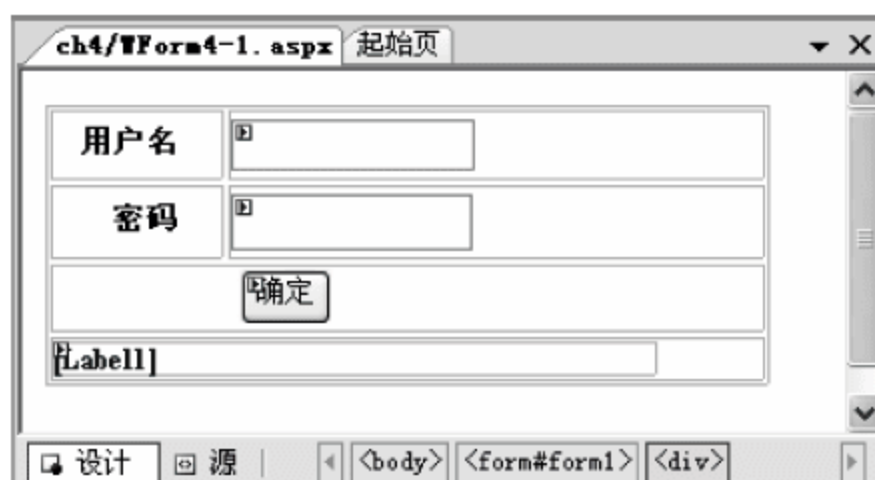 ch4/WForm4-1.aspx 起始页
用户名
密码
确定
[Label1]
设计 源 <body> <form#form1> <div>